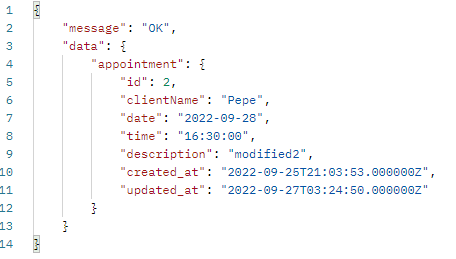 1 {
2 "message": "OK",
3 "data": {
4 "appointment": {
5 "id": 2,
6 "clientName": "Pepe",
7 "date": "2022-09-28",
8 "time": "16:30:00",
9 "description": "modified2",
10 "created_at": "2022-09-25T21:03:53.000000Z",
11 "updated_at": "2022-09-27T03:24:50.000000Z"
12 }
13 }
14 }